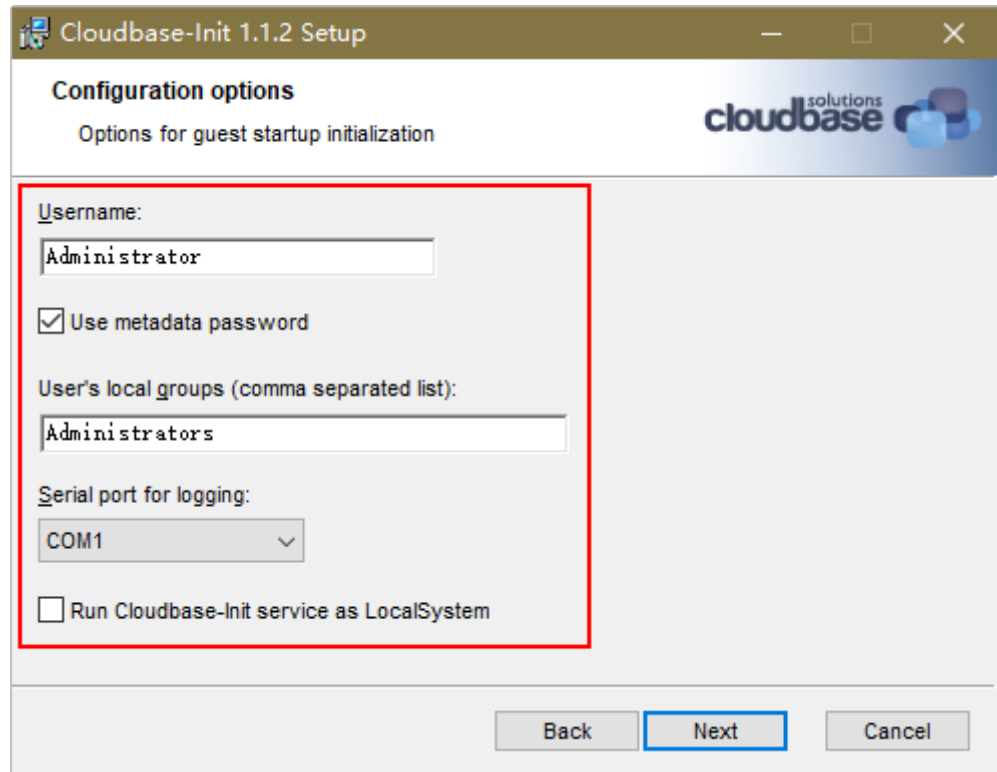 Cloudbase-Init 1.1.2 Setup
Configuration options
Options for guest startup initialization
cloudbase solutions
Username:
Administrator
Use metadata password
User's local groups (comma separated list):
Administrators
Serial port for logging:
COM1
Run Cloudbase-Init service as LocalSystem
Back Next Cancel